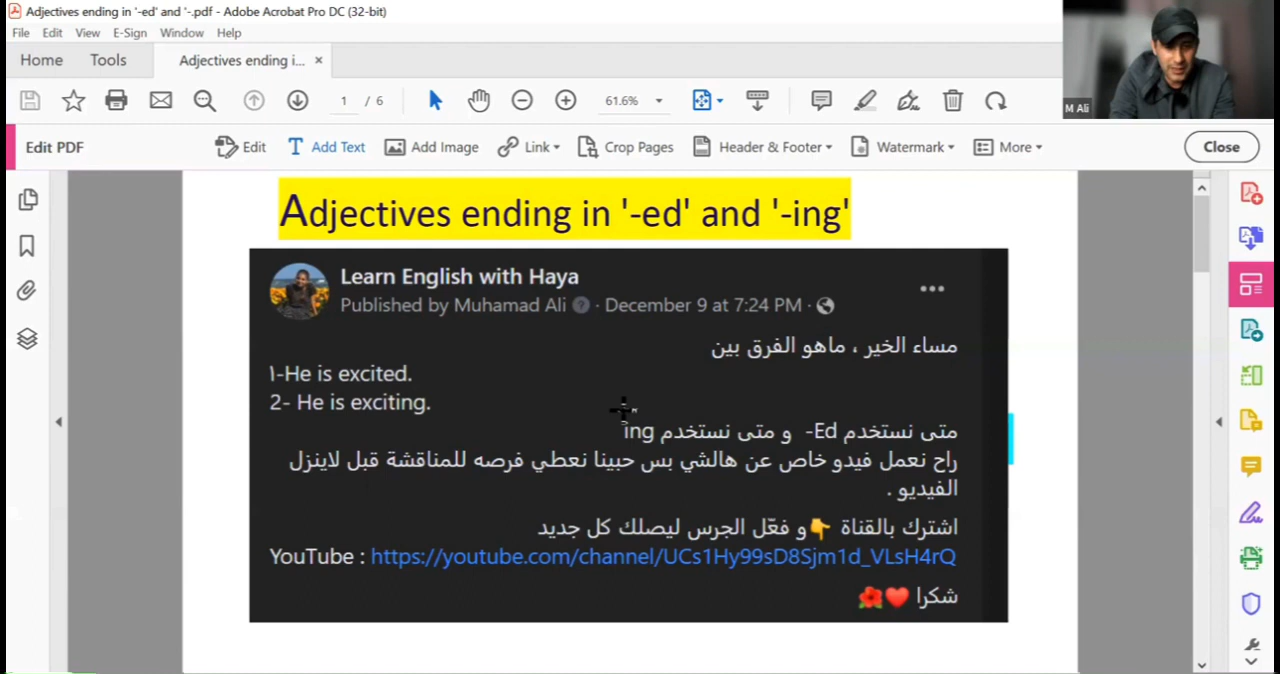 Adjectives ending in '-ed' and '-.pdf - Adobe Acrobat Pro DC (32-bit)
File Edit View E-Sign Window Help
Home Tools Adjectives ending i... ×
1 / 6 61.6%
M Ali
Edit PDF Edit Add Text Add Image Link Crop Pages Header & Footer Watermark More Close
Adjectives ending in '-ed' and '-ing'
Learn English with Haya
Published by Muhamad Ali · December 9 at 7:24 PM ·
مساء الخير ، ماهو الفرق بين
١-He is excited.
2- He is exciting.
متى نستخدم Ed- و متى نستخدم ing
راح نعمل فيدو خاص عن هالشي بس حبينا نعطي فرصه للمناقشة قبل لاينزل
الفيديو .
اشترك بالقناة 👇و فعّل الجرس ليصلك كل جديد
YouTube : https://youtube.com/channel/UCs1Hy99sD8Sjm1d_VLsH4rQ
شكرا ❤️🌺